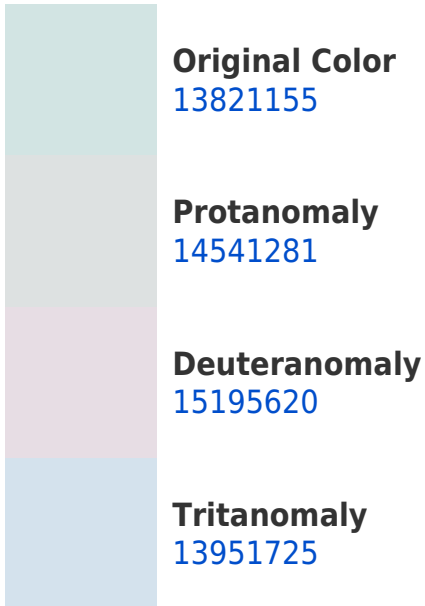 Original Color
13821155
Protanomaly
14541281
Deuteranomaly
15195620
Tritanomaly
13951725